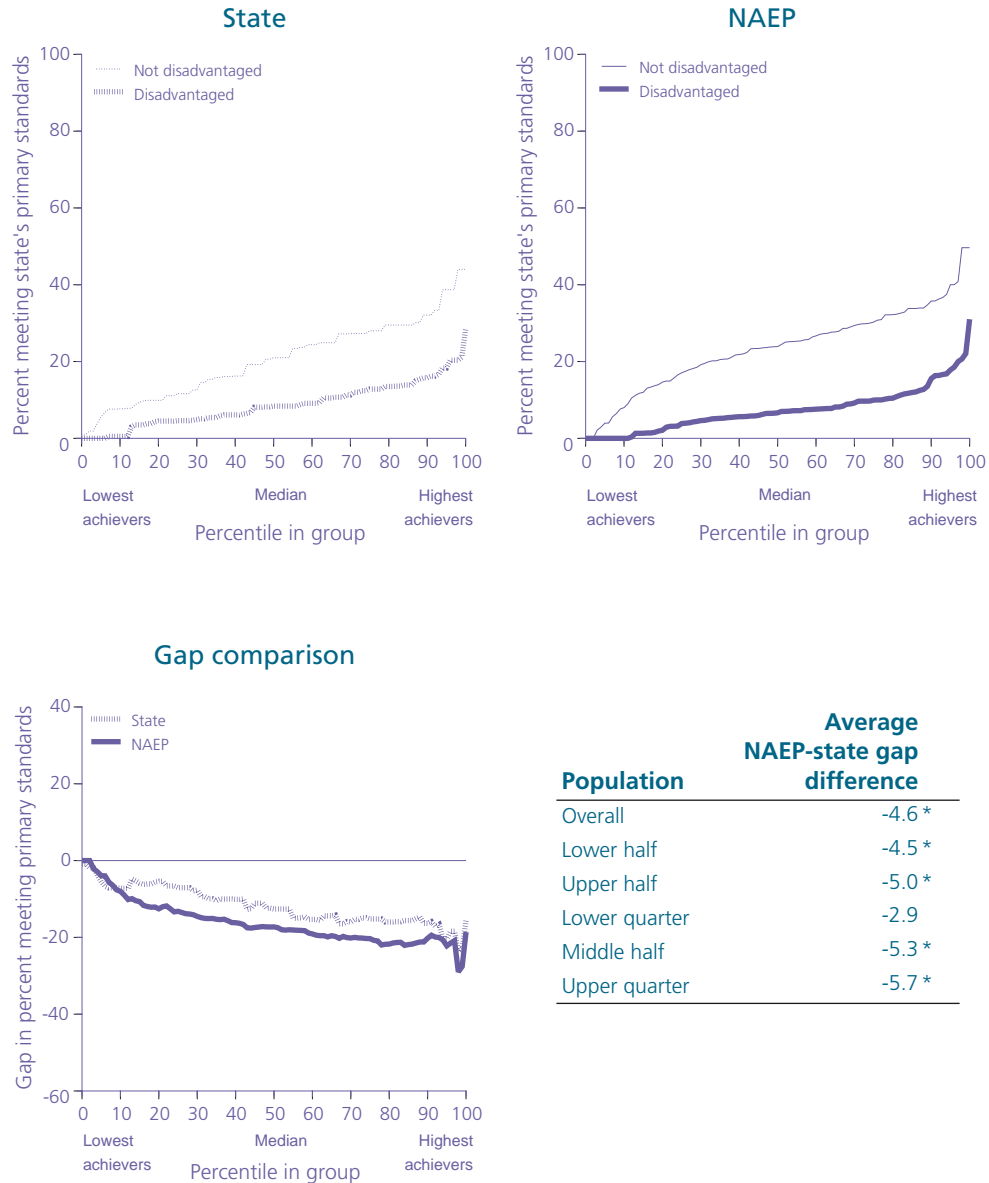 State
Percent meeting state's primary standards
100
80
60
40
20
0
Not disadvantaged
Disadvantaged
0 10 20 30 40 50 60 70 80 90 100
Lowest achievers
Median
Highest achievers
Percentile in group
NAEP
Percent meeting state's primary standards
100
80
60
40
20
0
Not disadvantaged
Disadvantaged
0 10 20 30 40 50 60 70 80 90 100
Lowest achievers
Median
Highest achievers
Percentile in group
Gap comparison
Gap in percent meeting primary standards
40
20
0
-20
-40
-60
State
NAEP
0 10 20 30 40 50 60 70 80 90 100
Lowest achievers
Median
Highest achievers
Percentile in group
Average
NAEP-state gap
Population difference
Overall -4.6 *
Lower half -4.5 *
Upper half -5.0 *
Lower quarter -2.9
Middle half -5.3 *
Upper quarter -5.7 *